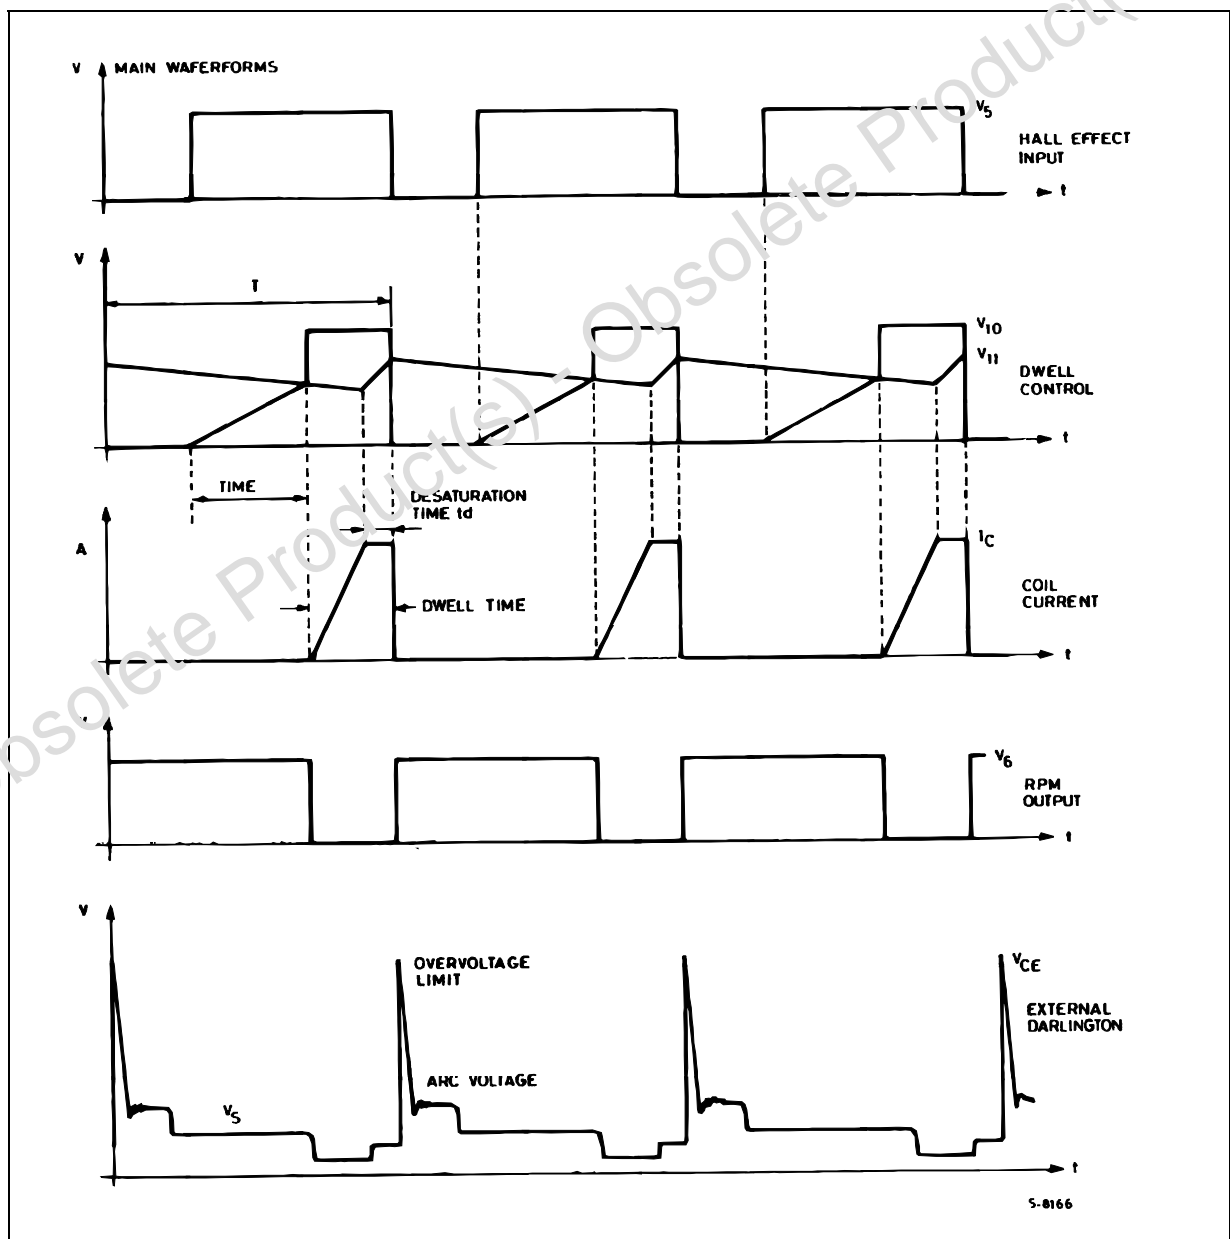 V MAIN WAFERFORMS
V5
HALL EFFECT
INPUT
t
V
T
V10
V11
DWELL
CONTROL
t
TIME
DESATURATION
TIME td
A
IC
DWELL TIME
COIL
CURRENT
t
V
V6
RPM
OUTPUT
t
V
OVERVOLTAGE
LIMIT
VCE
EXTERNAL
DARLINGTON
ARC VOLTAGE
VS
t
S-8166
Obsolete Product(s) - Obsolete Product(